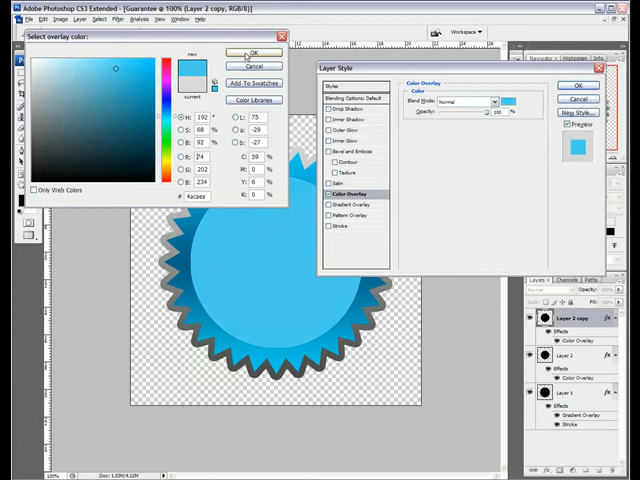 Adobe Photoshop CS3 Extended - [Guarantee @ 100% (Layer 2 copy, RGB/8)]
File Edit Image Layer Select Filter Analysis View Window Help
Workspace
Select overlay color:
new
current
OK
Cancel
Add To Swatches
Color Libraries
H: 192 °
S: 68 %
B: 92 %
R: 74
G: 202
B: 234
# 4acaea
L: 75
a: -29
b: -27
C: 59 %
M: 0 %
Y: 6 %
K: 0 %
Only Web Colors
Layer Style
Styles
Blending Options: Default
Drop Shadow
Inner Shadow
Outer Glow
Inner Glow
Bevel and Emboss
Contour
Texture
Satin
Color Overlay
Gradient Overlay
Pattern Overlay
Stroke
Color Overlay
Color
Blend Mode: Normal
Opacity: 100 %
OK
Cancel
New Style...
Preview
Navigator
Histogram
Info
Layers Channels Paths
Normal
Opacity:
Lock:
Fill:
Layer 2 copy
Effects
Color Overlay
Layer 2
Effects
Color Overlay
Layer 1
Effects
Gradient Overlay
Stroke
100%
Doc: 1.03M/4.12M